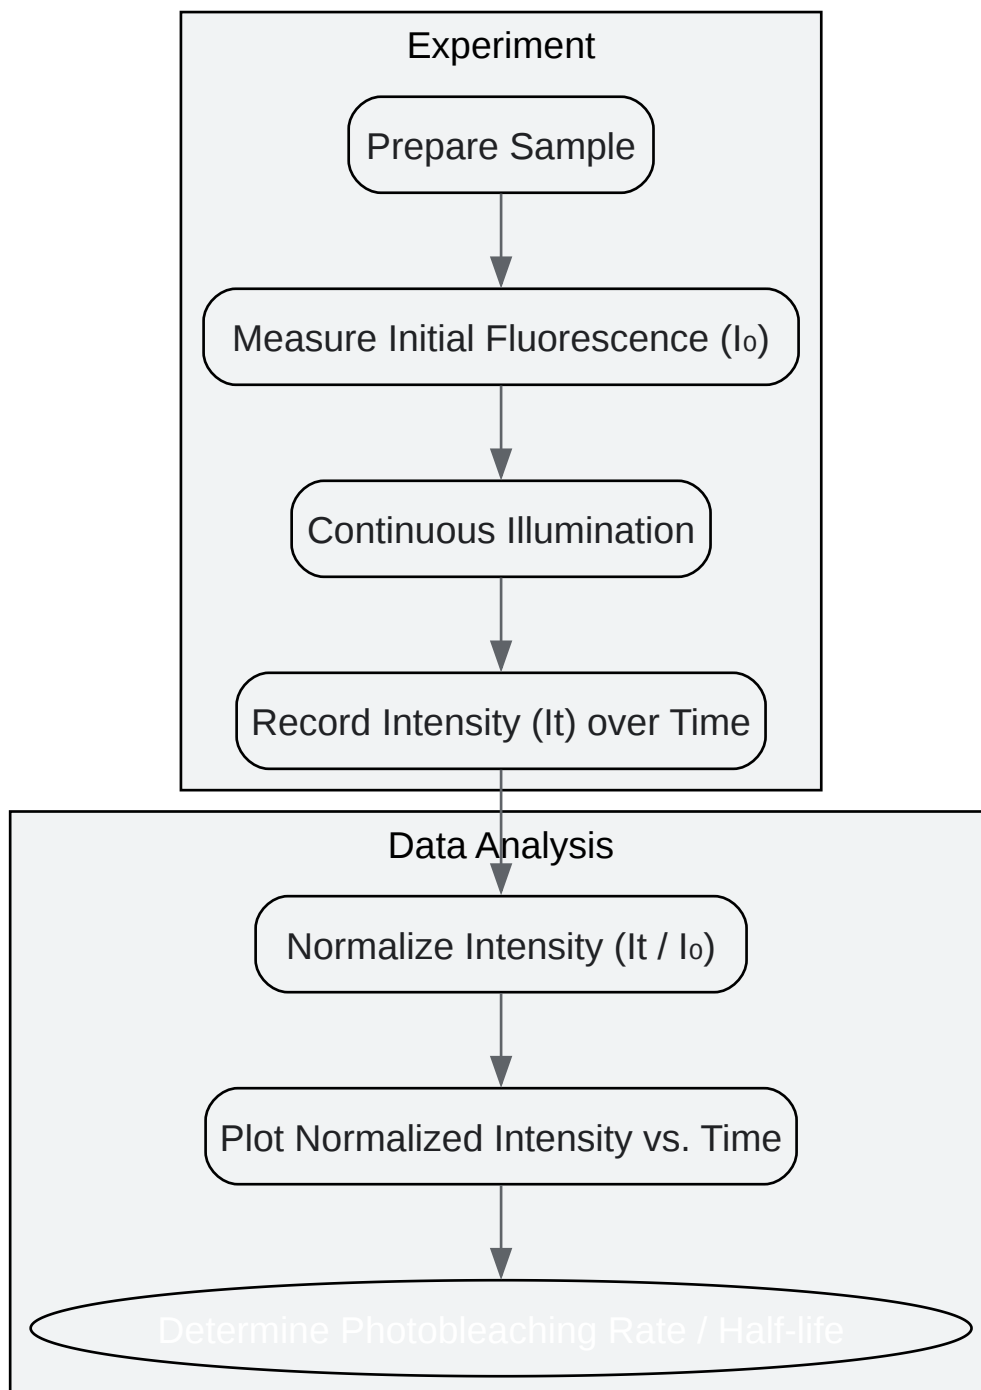 Experiment
Prepare Sample
Measure Initial Fluorescence (I₀)
Continuous Illumination
Record Intensity (It) over Time
Data Analysis
Normalize Intensity (It / I₀)
Plot Normalized Intensity vs. Time
Determine Photobleaching Rate / Half-life